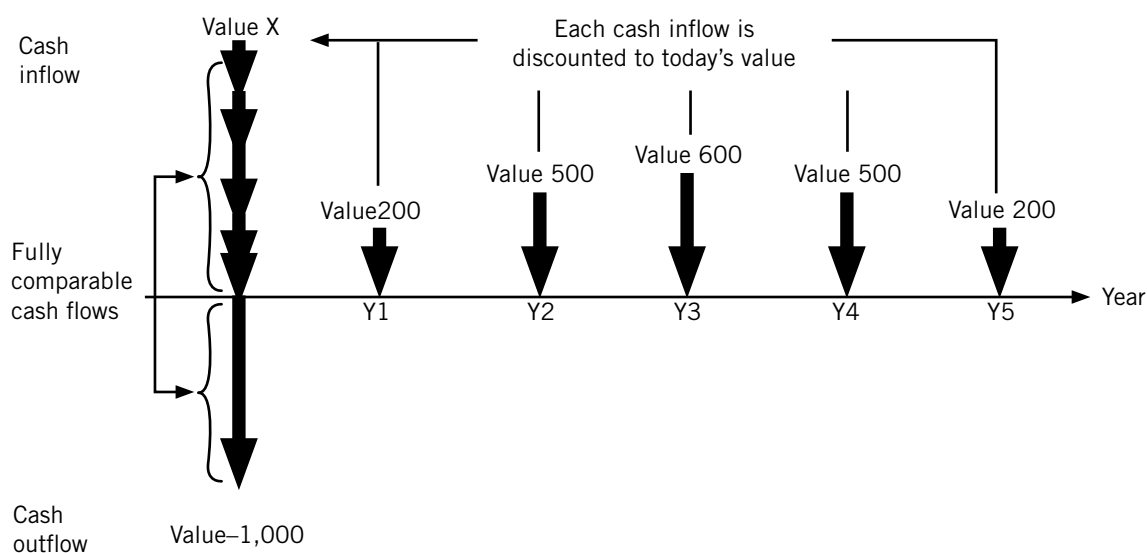 Cash
inflow
Value X
Each cash inflow is
discounted to today's value
Value200
Value 500
Value 600
Value 500
Value 200
Fully
comparable
cash flows
Y1
Y2
Y3
Y4
Y5
Year
Cash
outflow
Value–1,000